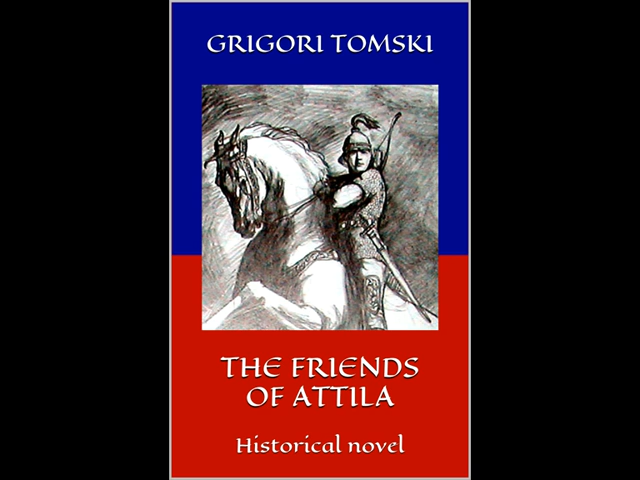 GRIGORI TOMSKI
THE FRIENDS
OF ATTILA
Historical novel